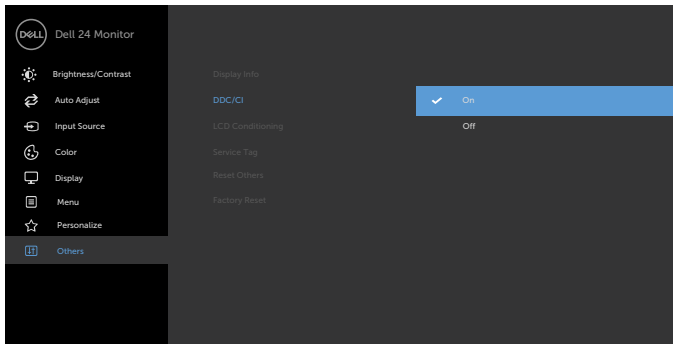 DELL Dell 24 Monitor
Brightness/Contrast
Display Info
Auto Adjust
DDC/CI
On
Input Source
LCD Conditioning
Off
Color
Service Tag
Display
Reset Others
Menu
Factory Reset
Personalize
Others